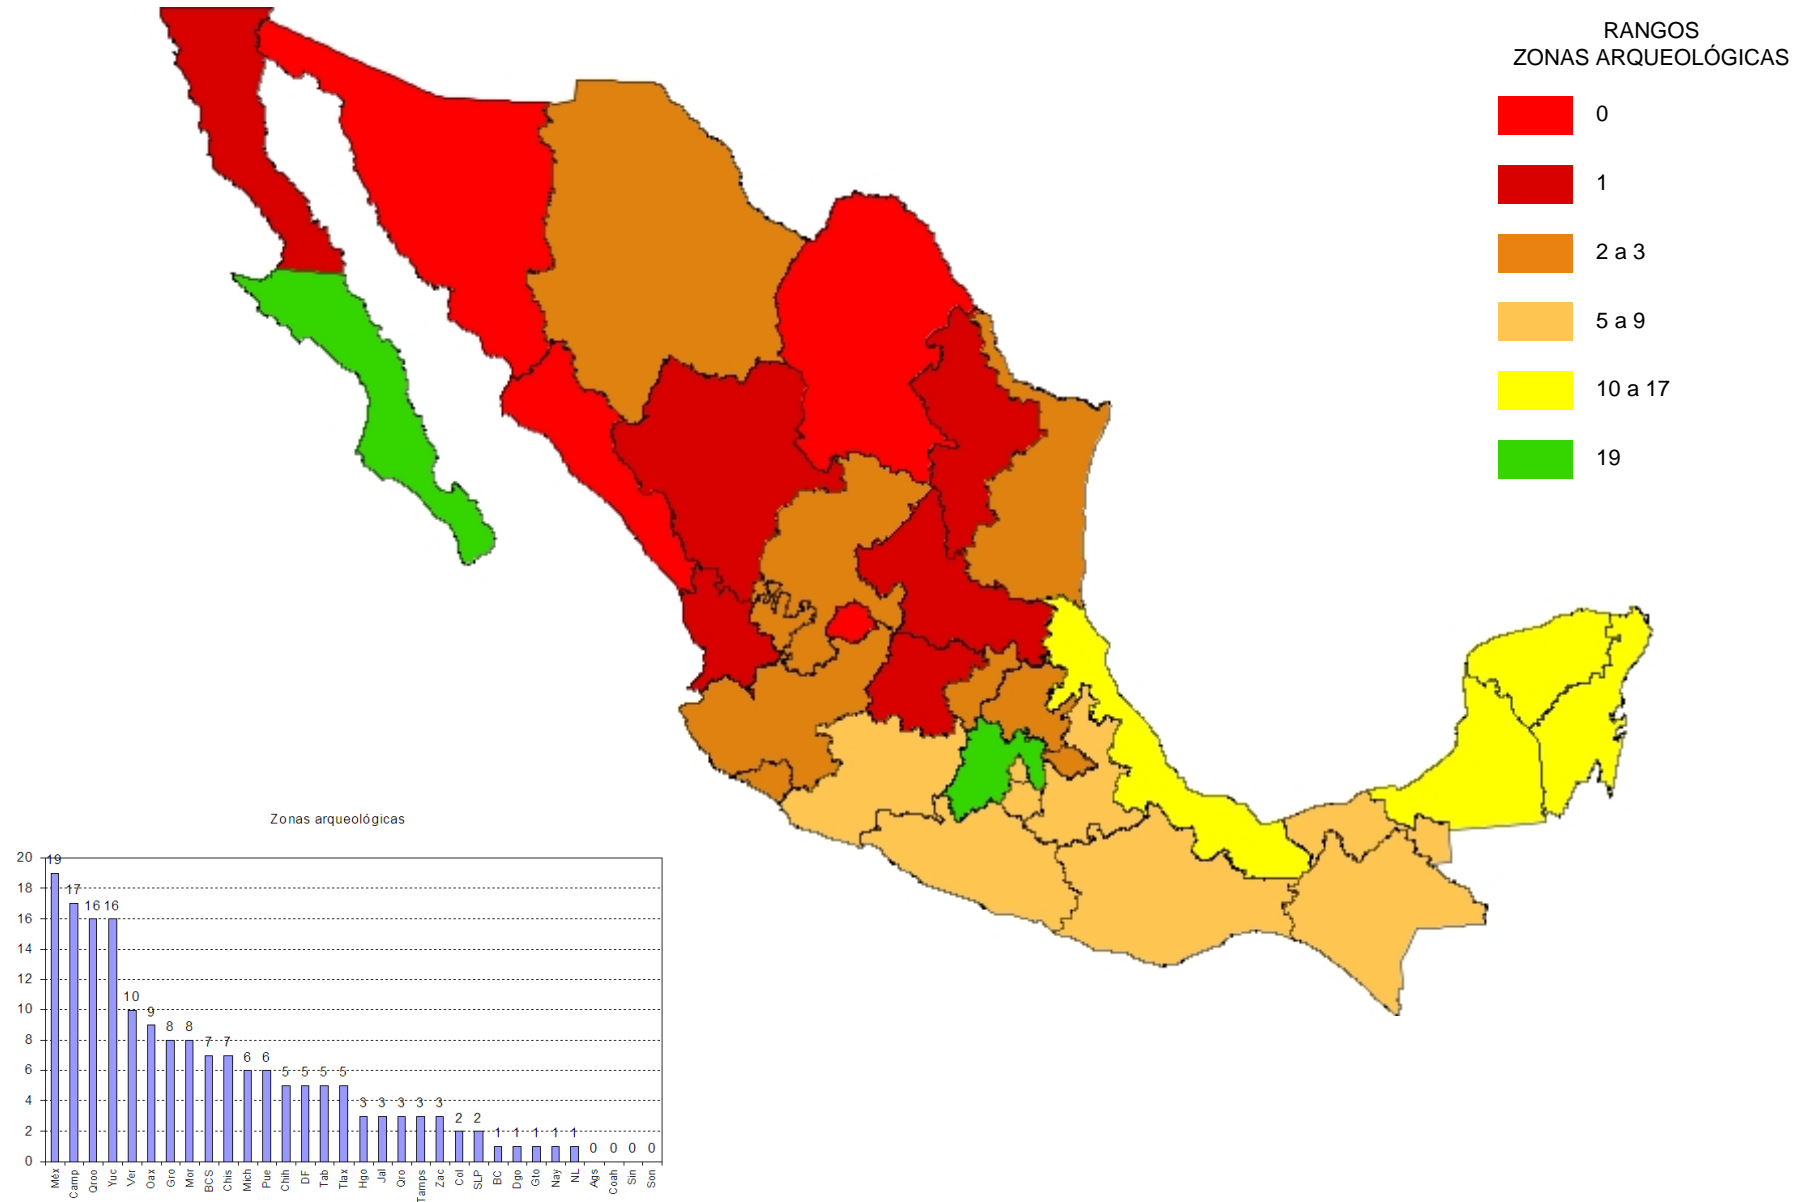 RANGOS
ZONAS ARQUEOLÓGICAS
0
1
2 a 3
5 a 9
10 a 17
19
Zonas arqueológicas
20
18
16
14
12
10
8
6
4
2
0
19 17 16 16 10 9 8 8 7 7 6 6 5 5 5 5 3 3 3 3 3 2 2 1 1 1 1 1 0 0 0 0
Méx Camp Qroo Yuc Ver Oax Gro Mor BCS Chis Mich Pue Chih DF Tab Tlax Hgo Jal Qro Tamps Zac Col SLP BC Dgo Gto Nay NL Ags Coah Sin Son